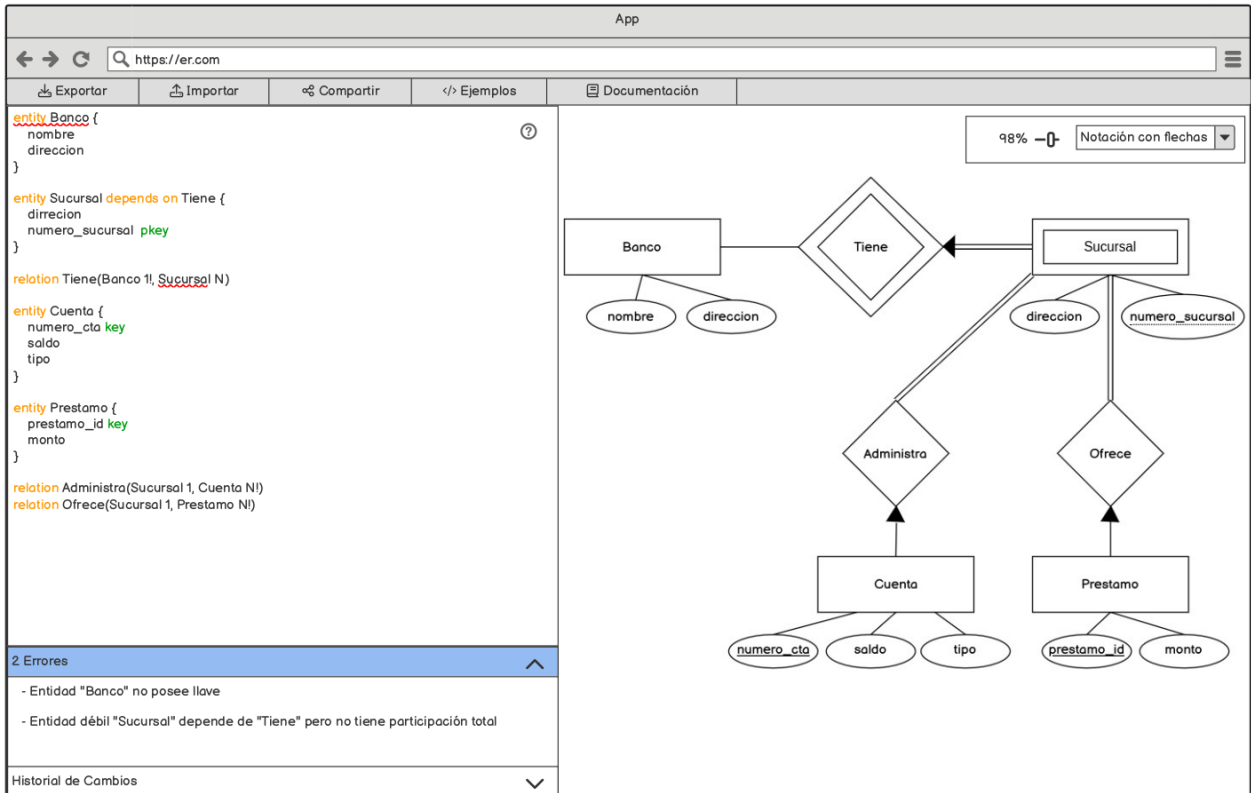 App
https://er.com
Exportar
Importar
Compartir
</> Ejemplos
Documentación
entity Banco {
nombre
direccion
}
entity Sucursal depends on Tiene {
dirrecion
numero_sucursal pkey
}
relation Tiene(Banco 1!, Sucursal N)
entity Cuenta {
numero_cta key
saldo
tipo
}
entity Prestamo {
prestamo_id key
monto
}
relation Administra(Sucursal 1, Cuenta N!)
relation Ofrece(Sucursal 1, Prestamo N!)
?
2 Errores
- Entidad "Banco" no posee llave
- Entidad débil "Sucursal" depende de "Tiene" pero no tiene participación total
Historial de Cambios
98%
Notación con flechas
Banco
Tiene
Sucursal
nombre
direccion
direccion
numero_sucursal
Administra
Ofrece
Cuenta
Prestamo
numero_cta
saldo
tipo
prestamo_id
monto